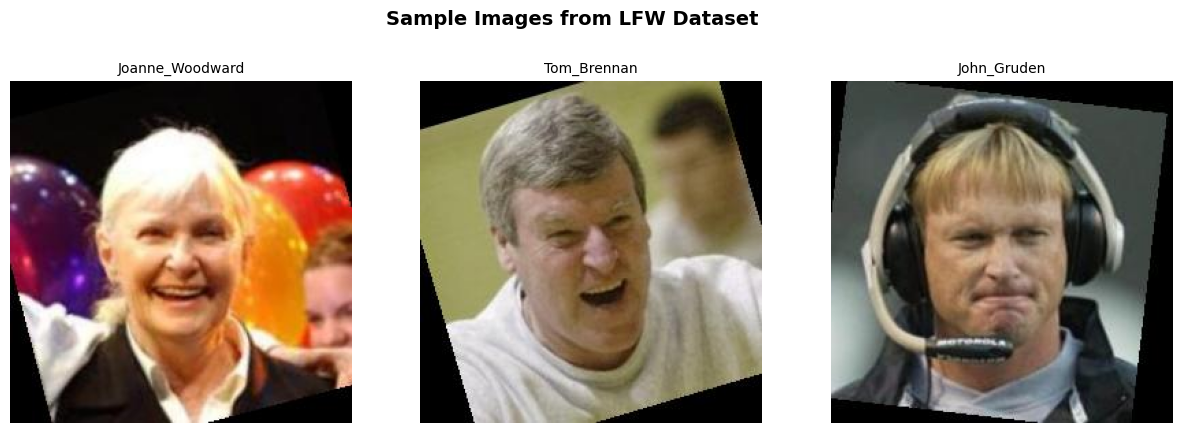 Sample Images from LFW Dataset
Joanne_Woodward
Tom_Brennan
John_Gruden
MOTOROLA